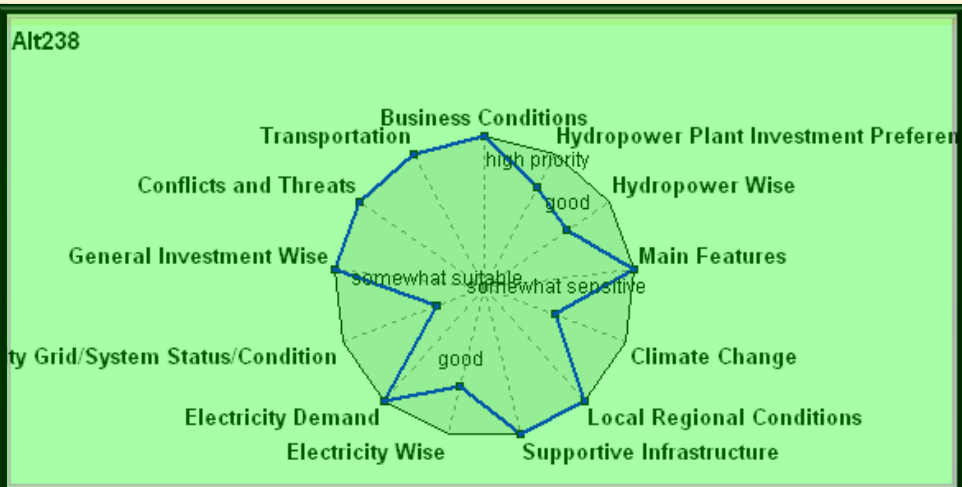 Alt238
Business Conditions
Transportation
Hydropower Plant Investment Preferen
high priority
Conflicts and Threats
Hydropower Wise
good
General Investment Wise
Main Features
somewhat suitable
somewhat sensitive
ty Grid/System Status/Condition
good
Climate Change
Electricity Demand
Local Regional Conditions
Electricity Wise
Supportive Infrastructure